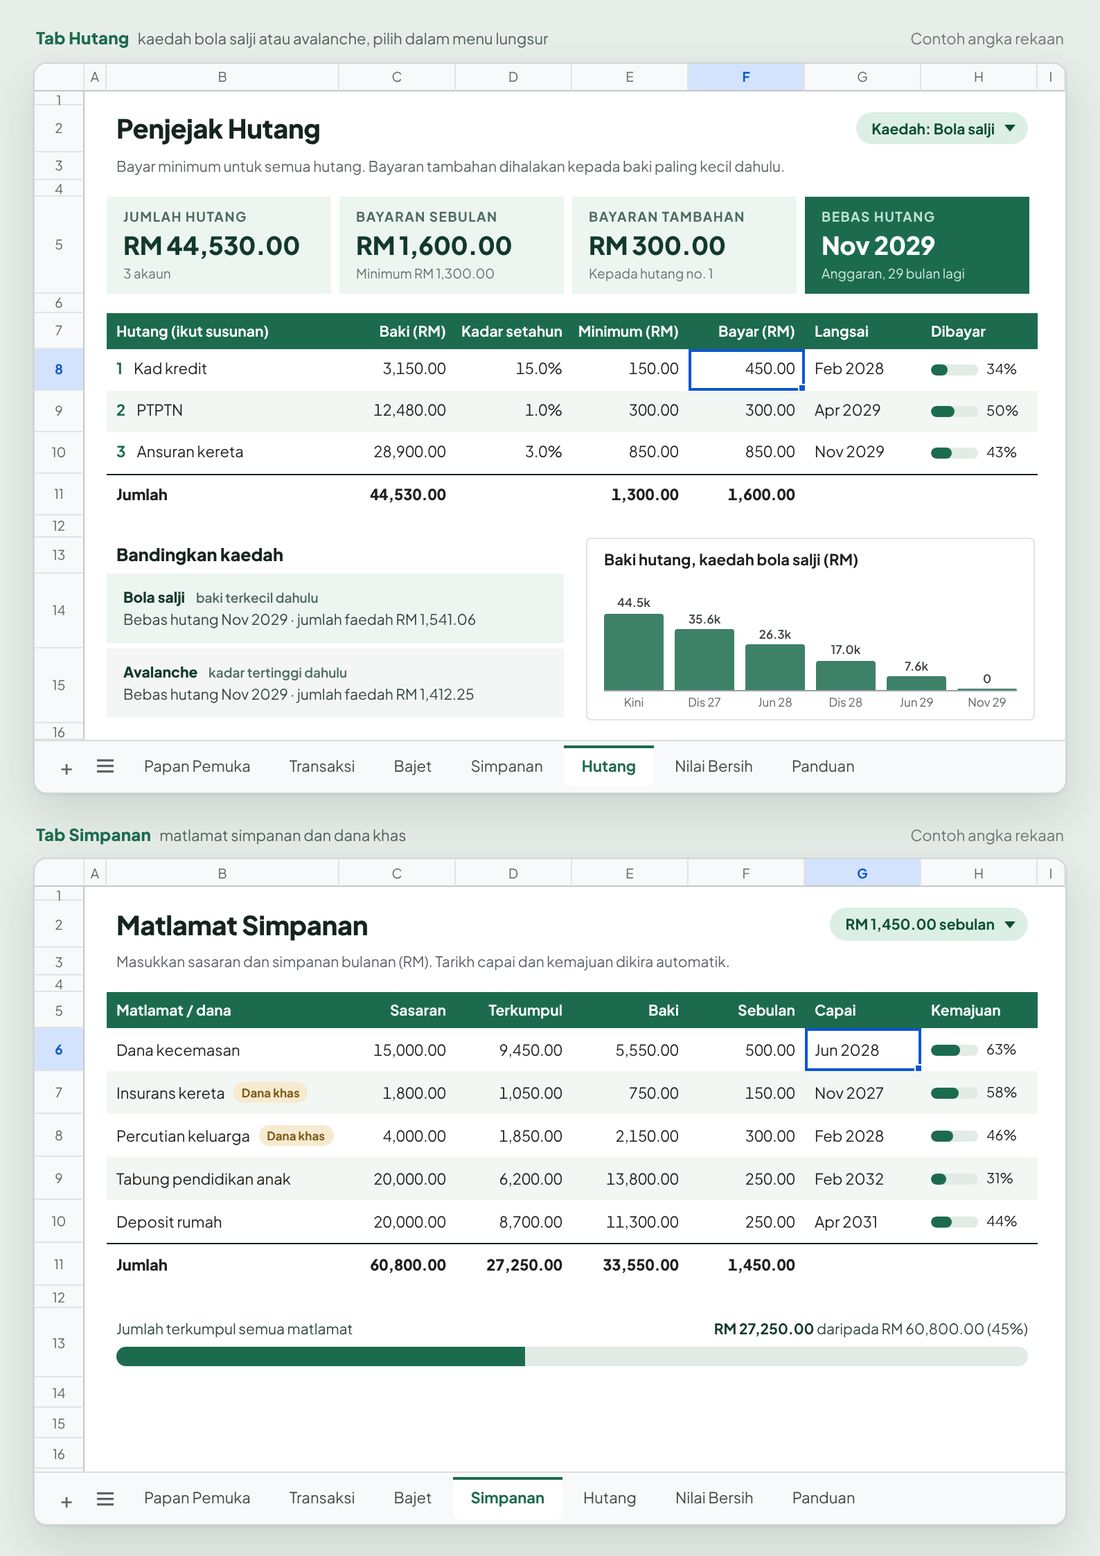 Tab Hutang kaedah bola salji atau avalanche, pilih dalam menu lungsur Contoh angka rekaan
A B C D E F G H I
1
2 Penjejak Hutang Kaedah: Bola salji
3 Bayar minimum untuk semua hutang. Bayaran tambahan dihalakan kepada baki paling kecil dahulu.
4
JUMLAH HUTANG BAYARAN SEBULAN BAYARAN TAMBAHAN BEBAS HUTANG
5 RM 44,530.00 RM 1,600.00 RM 300.00 Nov 2029
3 akaun Minimum RM 1,300.00 Kepada hutang no. 1 Anggaran, 29 bulan lagi
6
7 Hutang (ikut susunan) Baki (RM) Kadar setahun Minimum (RM) Bayar (RM) Langsai Dibayar
8 1 Kad kredit 3,150.00 15.0% 150.00 450.00 Feb 2028 34%
9 2 PTPTN 12,480.00 1.0% 300.00 300.00 Apr 2029 50%
10 3 Ansuran kereta 28,900.00 3.0% 850.00 850.00 Nov 2029 43%
11 Jumlah 44,530.00 1,300.00 1,600.00
12
13 Bandingkan kaedah
14 Bola salji baki terkecil dahulu
Bebas hutang Nov 2029 · jumlah faedah RM 1,541.06
15 Avalanche kadar tertinggi dahulu
Bebas hutang Nov 2029 · jumlah faedah RM 1,412.25
16
Baki hutang, kaedah bola salji (RM)
44.5k 35.6k 26.3k 17.0k 7.6k 0
Kini Dis 27 Jun 28 Dis 28 Jun 29 Nov 29
+ Papan Pemuka Transaksi Bajet Simpanan Hutang Nilai Bersih Panduan
Tab Simpanan matlamat simpanan dan dana khas Contoh angka rekaan
A B C D E F G H I
1
2 Matlamat Simpanan RM 1,450.00 sebulan
3 Masukkan sasaran dan simpanan bulanan (RM). Tarikh capai dan kemajuan dikira automatik.
4
5 Matlamat / dana Sasaran Terkumpul Baki Sebulan Capai Kemajuan
6 Dana kecemasan 15,000.00 9,450.00 5,550.00 500.00 Jun 2028 63%
7 Insurans kereta Dana khas 1,800.00 1,050.00 750.00 150.00 Nov 2027 58%
8 Percutian keluarga Dana khas 4,000.00 1,850.00 2,150.00 300.00 Feb 2028 46%
9 Tabung pendidikan anak 20,000.00 6,200.00 13,800.00 250.00 Feb 2032 31%
10 Deposit rumah 20,000.00 8,700.00 11,300.00 250.00 Apr 2031 44%
11 Jumlah 60,800.00 27,250.00 33,550.00 1,450.00
12
13 Jumlah terkumpul semua matlamat RM 27,250.00 daripada RM 60,800.00 (45%)
14
15
16
+ Papan Pemuka Transaksi Bajet Simpanan Hutang Nilai Bersih Panduan